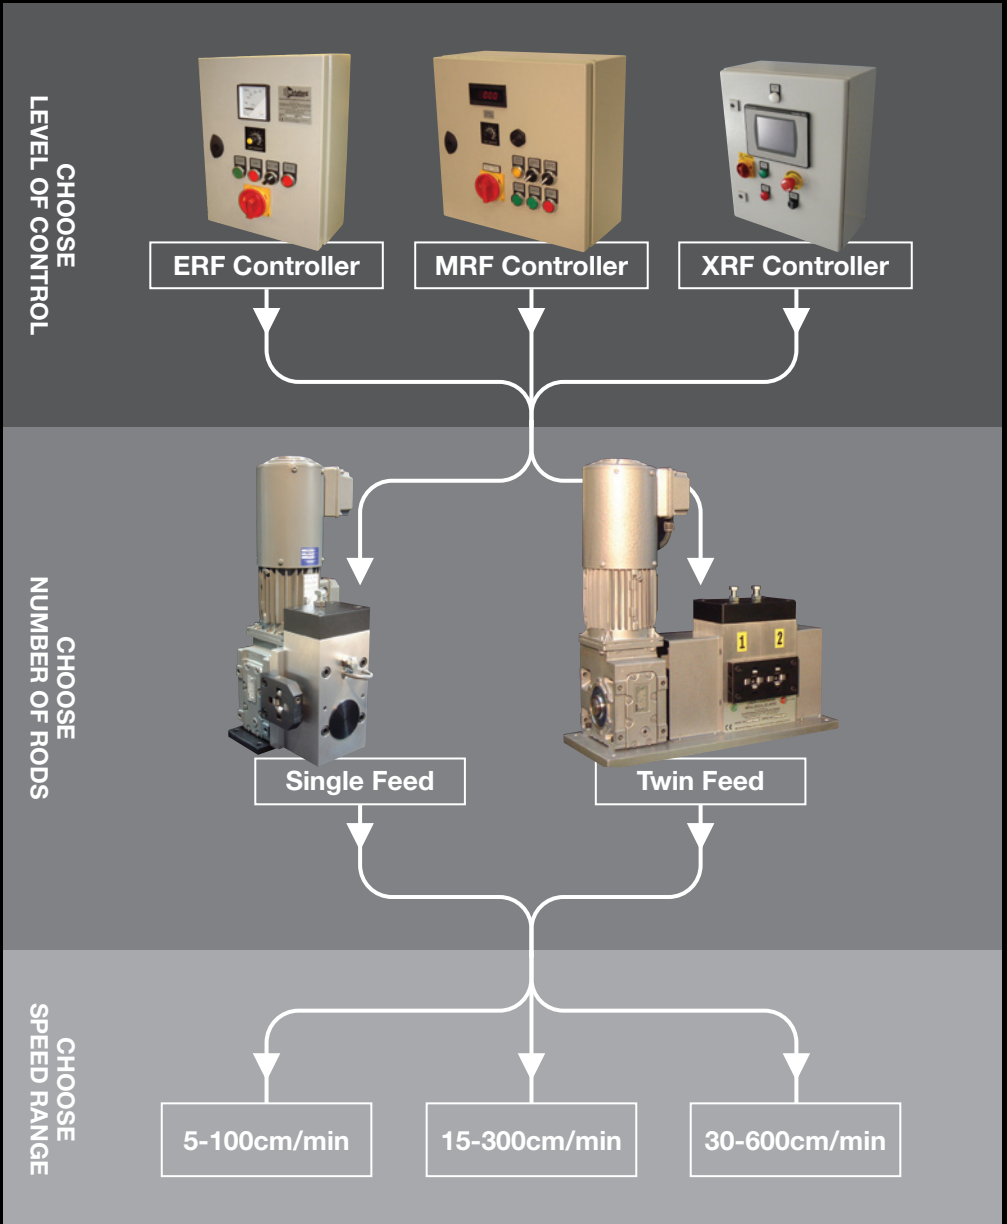 CHOOSE
LEVEL OF CONTROL
ERF Controller
MRF Controller
XRF Controller
CHOOSE
NUMBER OF RODS
1
2
Single Feed
Twin Feed
CHOOSE
SPEED RANGE
5-100cm/min
15-300cm/min
30-600cm/min